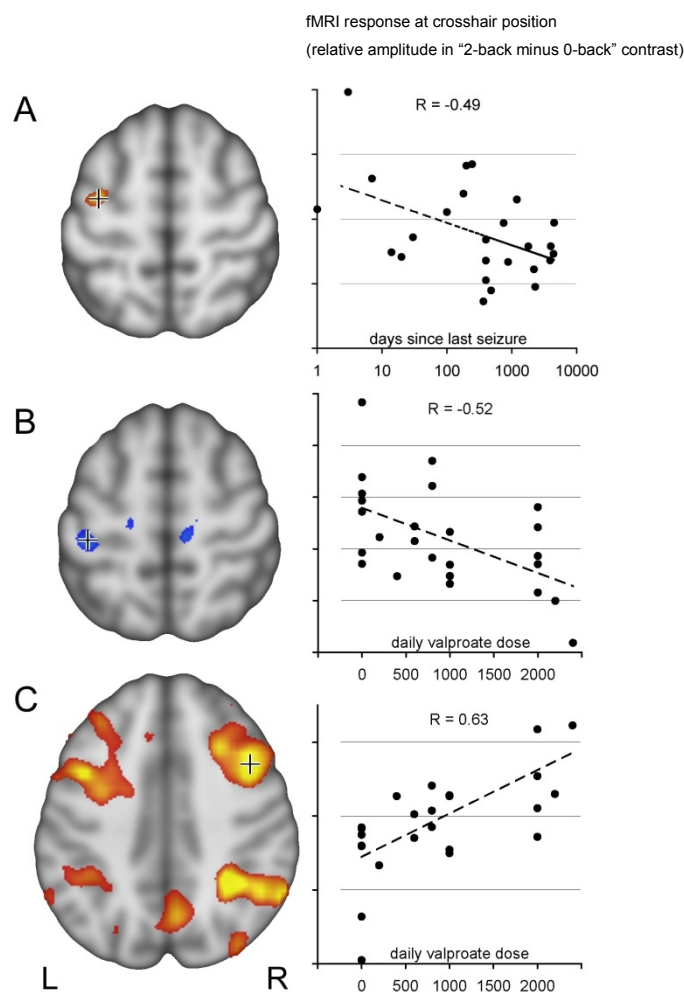 fMRI response at crosshair position
(relative amplitude in “2-back minus 0-back” contrast)
A
R = -0.49
days since last seizure
1 10 100 1000 10000
B
R = -0.52
daily valproate dose
0 500 1000 1500 2000
C
R = 0.63
daily valproate dose
L R
0 500 1000 1500 2000